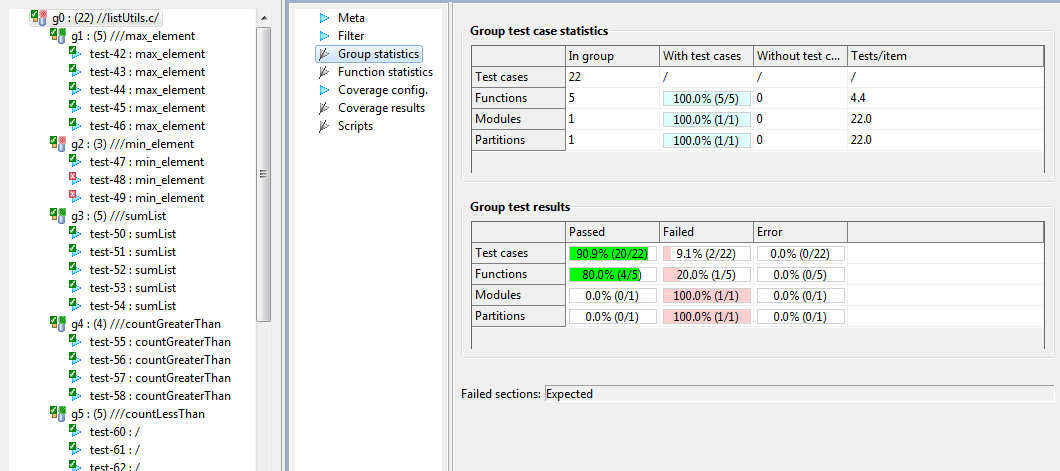 g0 : (22) //listUtils.c/
g1 : (5) ///max_element
test-42 : max_element
test-43 : max_element
test-44 : max_element
test-45 : max_element
test-46 : max_element
g2 : (3) ///min_element
test-47 : min_element
test-48 : min_element
test-49 : min_element
g3 : (5) ///sumList
test-50 : sumList
test-51 : sumList
test-52 : sumList
test-53 : sumList
test-54 : sumList
g4 : (4) ///countGreaterThan
test-55 : countGreaterThan
test-56 : countGreaterThan
test-57 : countGreaterThan
test-58 : countGreaterThan
g5 : (5) ///countLessThan
test-60 : /
test-61 : /
test-62 : /
Meta
Filter
Group statistics
Function statistics
Coverage config.
Coverage results
Scripts
Group test case statistics
In group With test cases Without test c... Tests/item
Test cases 22 / / /
Functions 5 100.0% (5/5) 0 4.4
Modules 1 100.0% (1/1) 0 22.0
Partitions 1 100.0% (1/1) 0 22.0
Group test results
Passed Failed Error
Test cases 90.9% (20/22) 9.1% (2/22) 0.0% (0/22)
Functions 80.0% (4/5) 20.0% (1/5) 0.0% (0/5)
Modules 0.0% (0/1) 100.0% (1/1) 0.0% (0/1)
Partitions 0.0% (0/1) 100.0% (1/1) 0.0% (0/1)
Failed sections: Expected